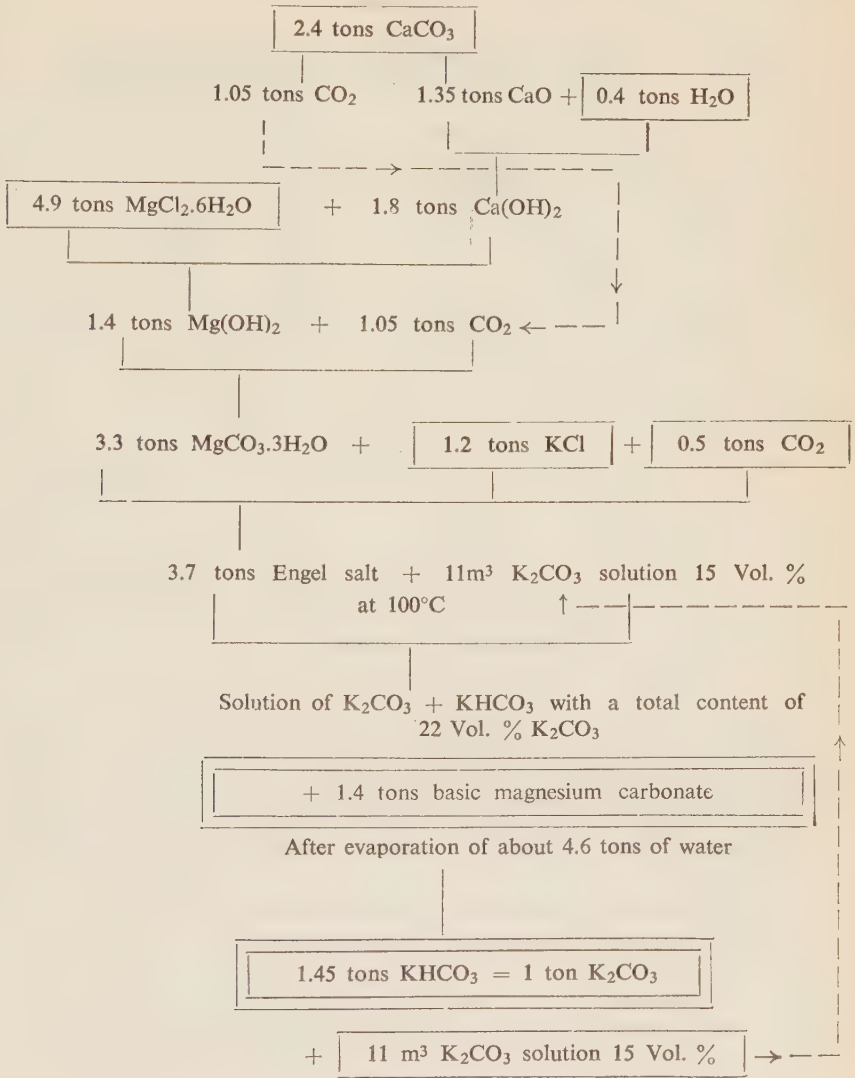 2.4 tons CaCO₃
1.05 tons CO₂ 1.35 tons CaO + 0.4 tons H₂O
4.9 tons MgCl₂.6H₂O + 1.8 tons Ca(OH)₂
1.4 tons Mg(OH)₂ + 1.05 tons CO₂
3.3 tons MgCO₃.3H₂O + 1.2 tons KCl + 0.5 tons CO₂
3.7 tons Engel salt + 11m³ K₂CO₃ solution 15 Vol. %
at 100°C
Solution of K₂CO₃ + KHCO₃ with a total content of
22 Vol. % K₂CO₃
+ 1.4 tons basic magnesium carbonate
After evaporation of about 4.6 tons of water
1.45 tons KHCO₃ = 1 ton K₂CO₃
+ 11 m³ K₂CO₃ solution 15 Vol. %